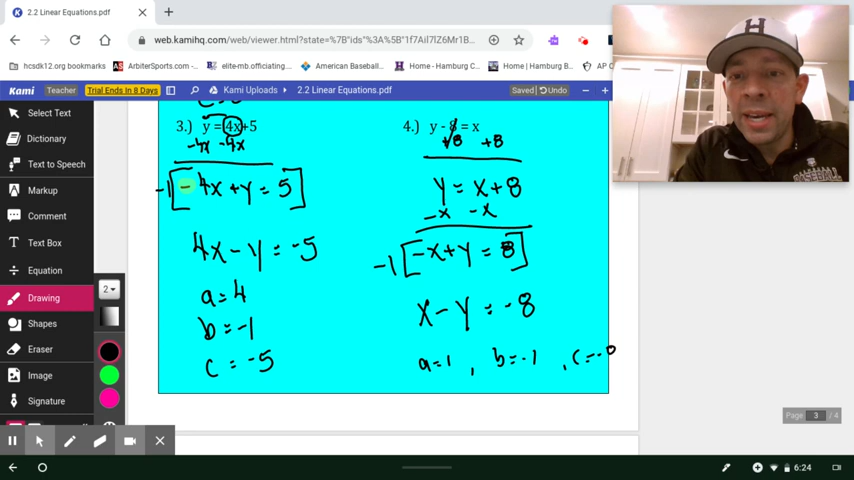 2.2 Linear Equations.pdf
web.kamihq.com/web/viewer.html?state=%7B"ids"%3A%5B"1f7Ail7lZ6Mr1B...
hcsdk12.org bookmarks
ArbiterSports.com
elite-mb.officiating...
American Baseball...
Home - Hamburg C...
Home | Hamburg B...
AP C
Kami Teacher Trial Ends In 8 Days Kami Uploads 2.2 Linear Equations.pdf Saved Undo
Select Text
Dictionary
Text to Speech
Markup
Comment
Text Box
Equation
Drawing
Shapes
Eraser
Image
Signature
2
3.) y = 4x+5
-4x -4x
-1[-4x+y = 5]
4x-y = -5
a=4
b=-1
c = -5
4.) y - 8 = x
+8 +8
y = x+8
-x -x
-1[-x+y = 8]
x-y = -8
a=1, b=-1, c=-8
Page 3 / 4
H
BASEBALL
6:24